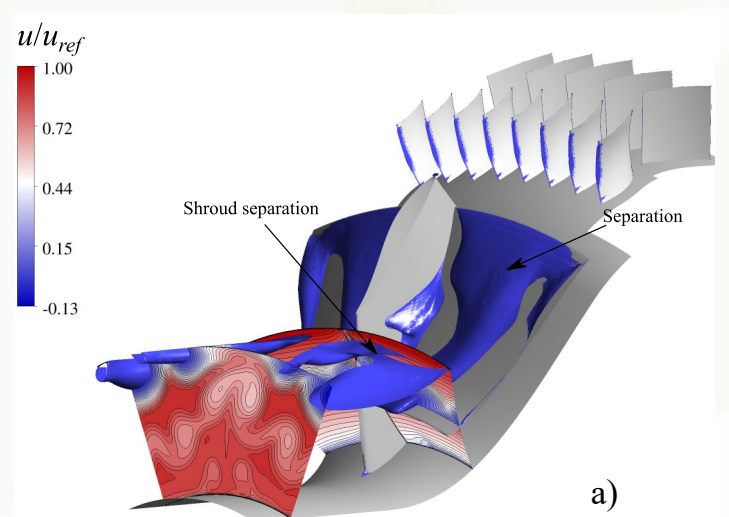 u/u_ref
1.00
0.72
0.44
0.15
-0.13
Shroud separation
Separation
a)